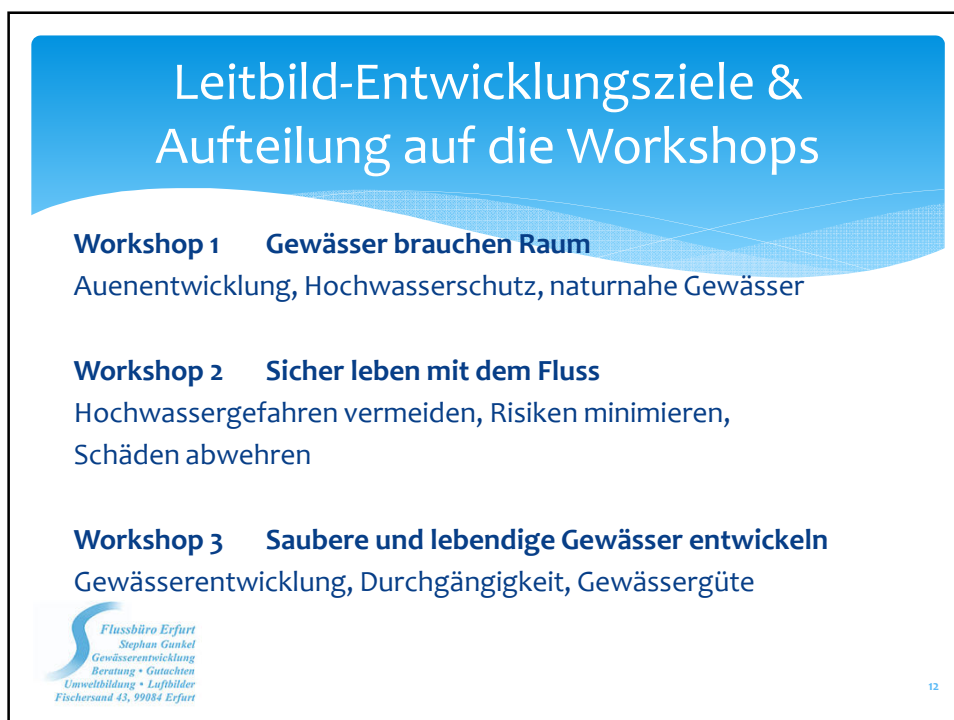 Leitbild-Entwicklungsziele &
Aufteilung auf die Workshops
Workshop 1 Gewässer brauchen Raum
Auenentwicklung, Hochwasserschutz, naturnahe Gewässer
Workshop 2 Sicher leben mit dem Fluss
Hochwassergefahren vermeiden, Risiken minimieren,
Schäden abwehren
Workshop 3 Saubere und lebendige Gewässer entwickeln
Gewässerentwicklung, Durchgängigkeit, Gewässergüte
Flussbüro Erfurt
Stephan Gunkel
Gewässerentwicklung
Beratung • Gutachten
Umweltbildung • Luftbilder
Fischersand 43, 99084 Erfurt
12